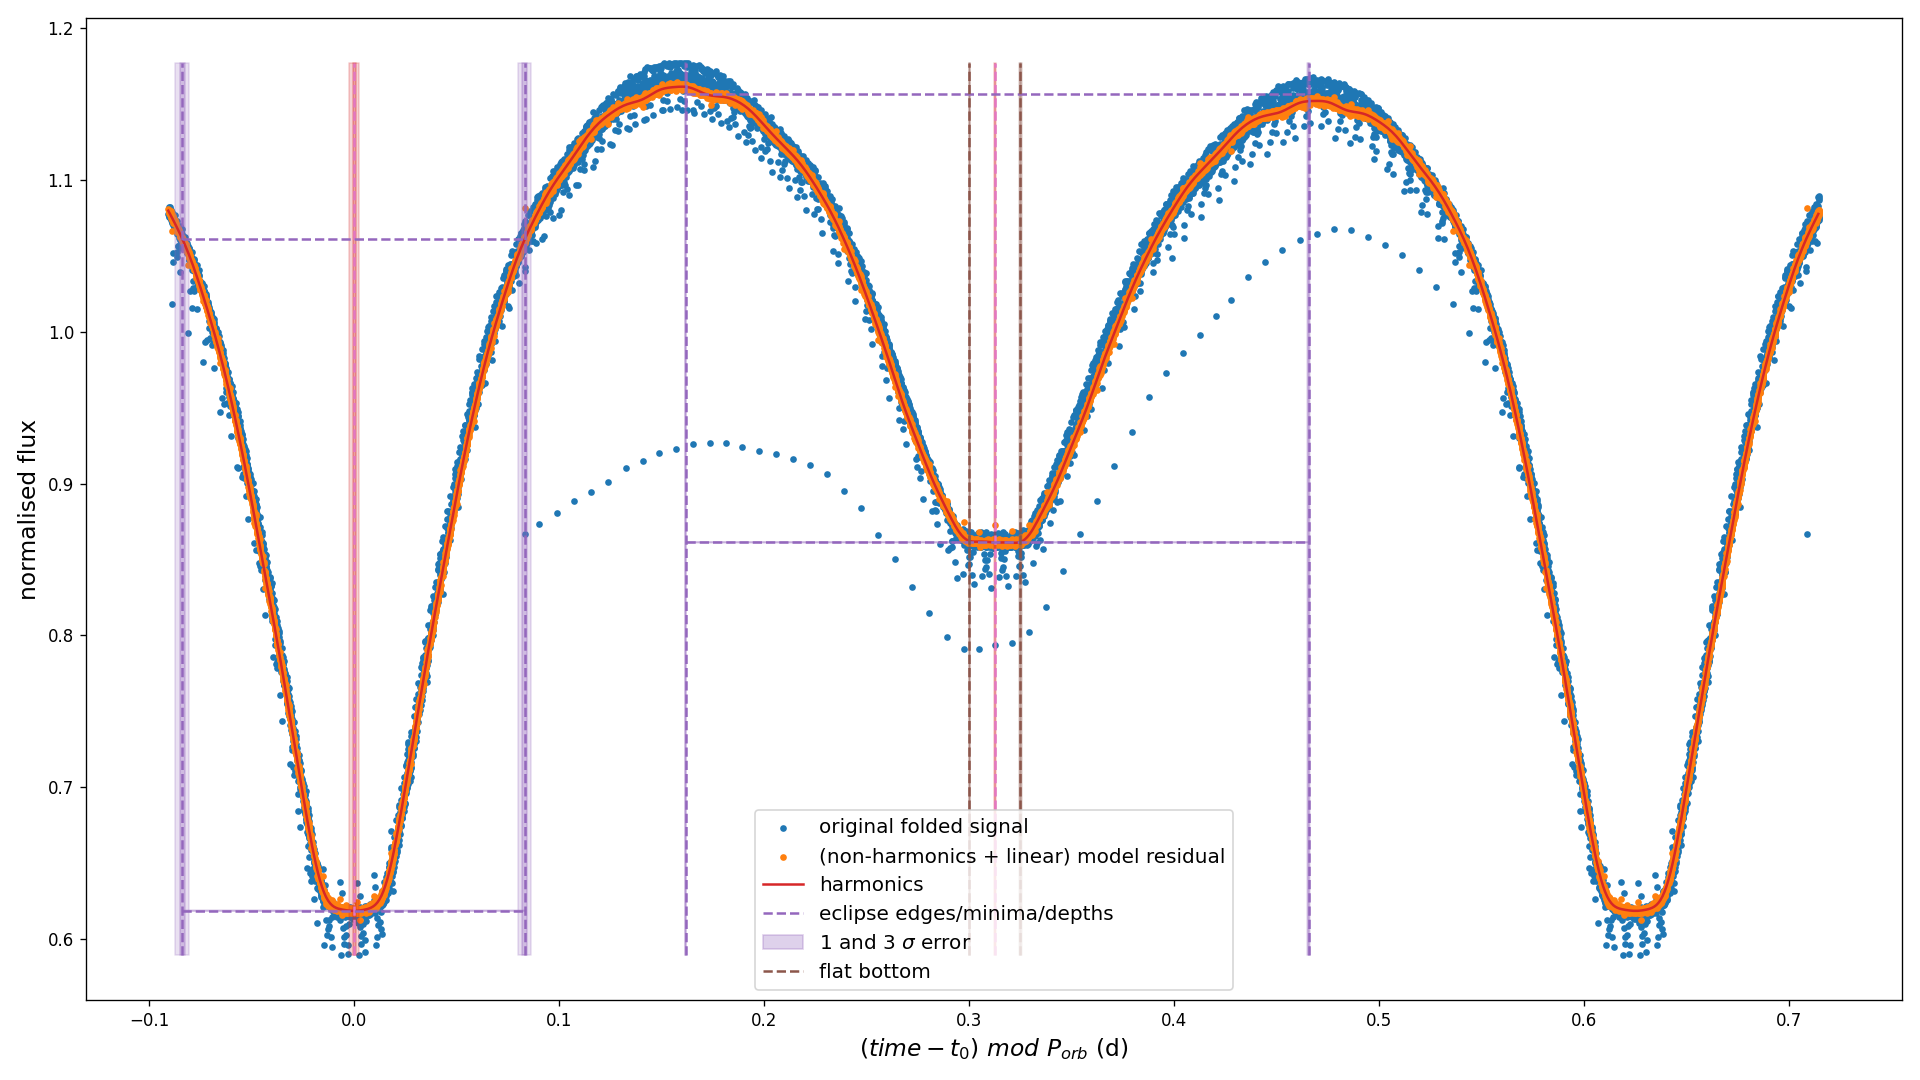 1.2
1.1
1.0
0.9
0.8
0.7
0.6
normalised flux
original folded signal
(non-harmonics + linear) model residual
harmonics
eclipse edges/minima/depths
1 and 3 σ error
flat bottom
−0.1 0.0 0.1 0.2 0.3 0.4 0.5 0.6 0.7
(time − t₀) mod P_orb (d)